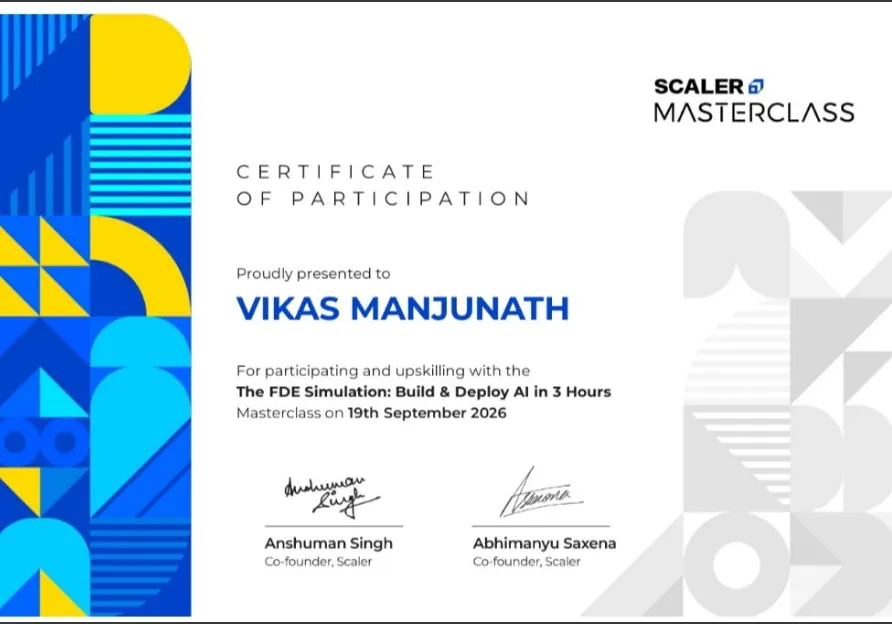 SCALER
MASTERCLASS
CERTIFICATE
OF PARTICIPATION
Proudly presented to
VIKAS MANJUNATH
For participating and upskilling with the
The FDE Simulation: Build & Deploy AI in 3 Hours
Masterclass on 19th September 2026
Anshuman Singh
Anshuman Singh
Co-founder, Scaler
Abhimanyu Saxena
Co-founder, Scaler